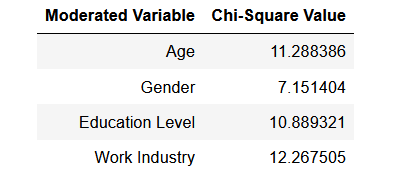 Moderated Variable Chi-Square Value
Age 11.288386
Gender 7.151404
Education Level 10.889321
Work Industry 12.267505